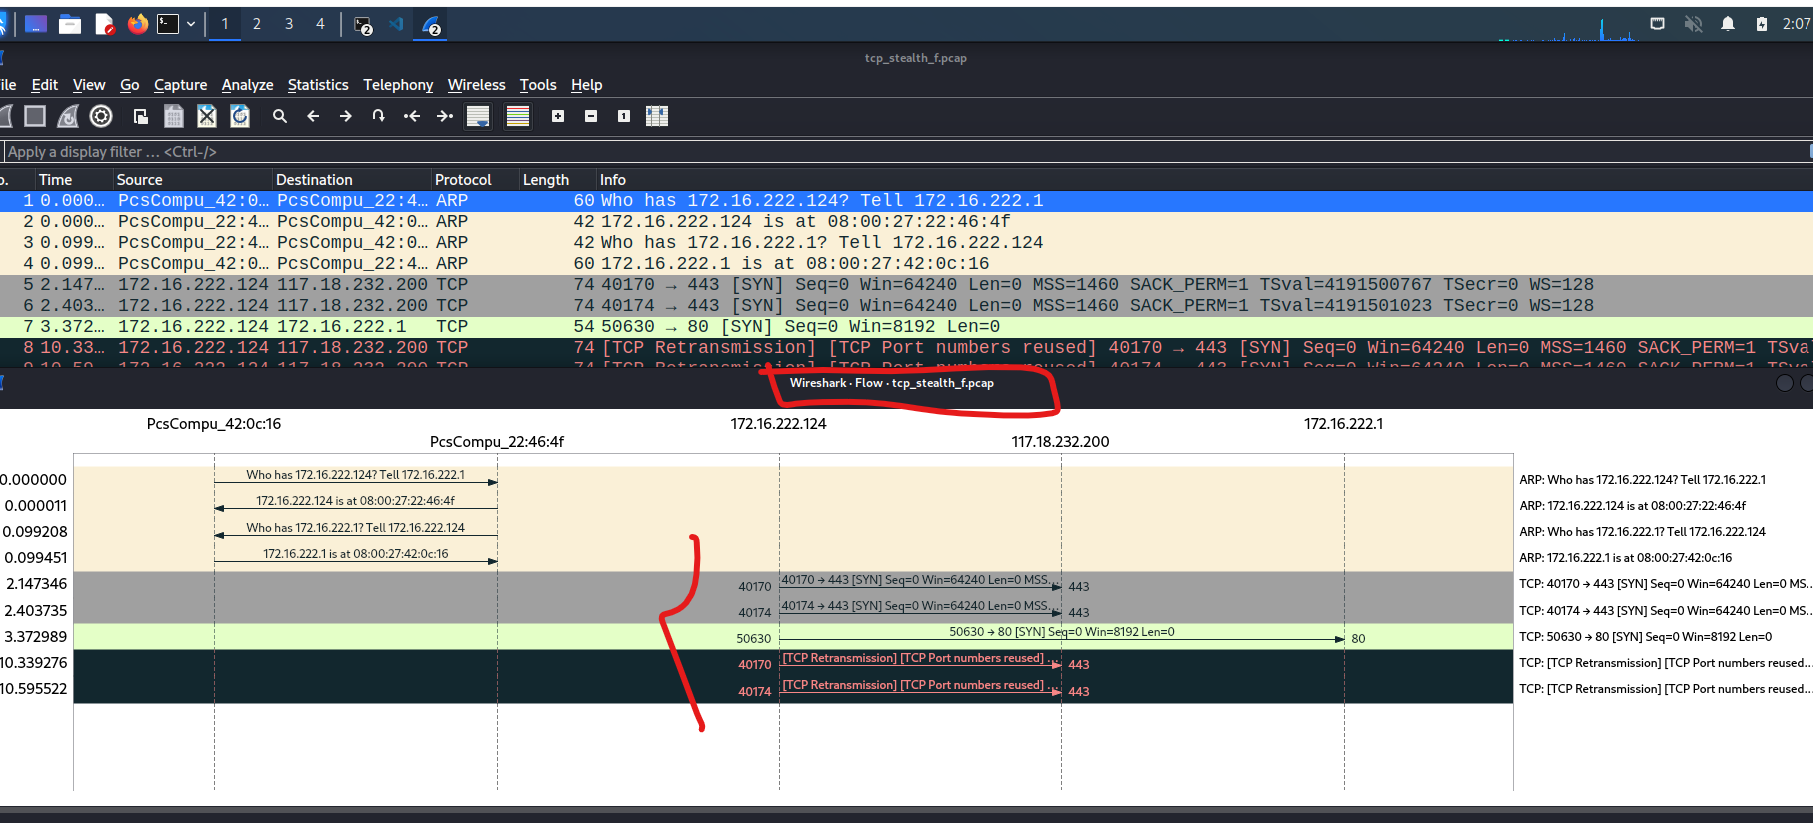 1 2 3 4 2 2 2:07
tcp_stealth_f.pcap
ile Edit View Go Capture Analyze Statistics Telephony Wireless Tools Help
Apply a display filter … <Ctrl-/>
o. Time Source Destination Protocol Length Info
1 0.000… PcsCompu_42:0… PcsCompu_22:4… ARP 60 Who has 172.16.222.124? Tell 172.16.222.1
2 0.000… PcsCompu_22:4… PcsCompu_42:0… ARP 42 172.16.222.124 is at 08:00:27:22:46:4f
3 0.099… PcsCompu_22:4… PcsCompu_42:0… ARP 42 Who has 172.16.222.1? Tell 172.16.222.124
4 0.099… PcsCompu_42:0… PcsCompu_22:4… ARP 60 172.16.222.1 is at 08:00:27:42:0c:16
5 2.147… 172.16.222.124 117.18.232.200 TCP 74 40170 → 443 [SYN] Seq=0 Win=64240 Len=0 MSS=1460 SACK_PERM=1 TSval=4191500767 TSecr=0 WS=128
6 2.403… 172.16.222.124 117.18.232.200 TCP 74 40174 → 443 [SYN] Seq=0 Win=64240 Len=0 MSS=1460 SACK_PERM=1 TSval=4191501023 TSecr=0 WS=128
7 3.372… 172.16.222.124 172.16.222.1 TCP 54 50630 → 80 [SYN] Seq=0 Win=8192 Len=0
8 10.33… 172.16.222.124 117.18.232.200 TCP 74 [TCP Retransmission] [TCP Port numbers reused] 40170 → 443 [SYN] Seq=0 Win=64240 Len=0 MSS=1460 SACK_PERM=1 TSva
Wireshark · Flow · tcp_stealth_f.pcap
PcsCompu_42:0c:16 172.16.222.124 172.16.222.1
PcsCompu_22:46:4f 117.18.232.200
0.000000 Who has 172.16.222.124? Tell 172.16.222.1 ARP: Who has 172.16.222.124? Tell 172.16.222.1
0.000011 172.16.222.124 is at 08:00:27:22:46:4f ARP: 172.16.222.124 is at 08:00:27:22:46:4f
0.099208 Who has 172.16.222.1? Tell 172.16.222.124 ARP: Who has 172.16.222.1? Tell 172.16.222.124
0.099451 172.16.222.1 is at 08:00:27:42:0c:16 ARP: 172.16.222.1 is at 08:00:27:42:0c:16
2.147346 40170 40170 → 443 [SYN] Seq=0 Win=64240 Len=0 MSS… 443 TCP: 40170 → 443 [SYN] Seq=0 Win=64240 Len=0 MS…
2.403735 40174 40174 → 443 [SYN] Seq=0 Win=64240 Len=0 MSS… 443 TCP: 40174 → 443 [SYN] Seq=0 Win=64240 Len=0 MS…
3.372989 50630 50630 → 80 [SYN] Seq=0 Win=8192 Len=0 80 TCP: 50630 → 80 [SYN] Seq=0 Win=8192 Len=0
10.339276 40170 [TCP Retransmission] [TCP Port numbers reused] … 443 TCP: [TCP Retransmission] [TCP Port numbers reused…
10.595522 40174 [TCP Retransmission] [TCP Port numbers reused] … 443 TCP: [TCP Retransmission] [TCP Port numbers reused…